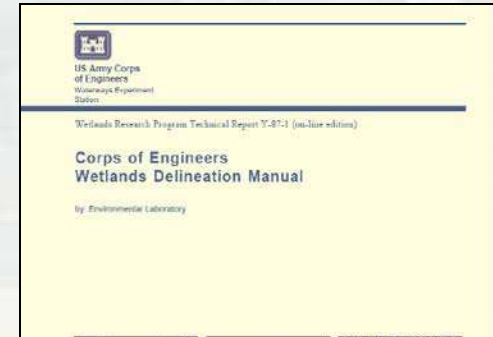 US Army Corps
of Engineers
Waterways Experiment
Station
Wetlands Research Program Technical Report Y-87-1 (on-line edition)
Corps of Engineers
Wetlands Delineation Manual
by Environmental Laboratory